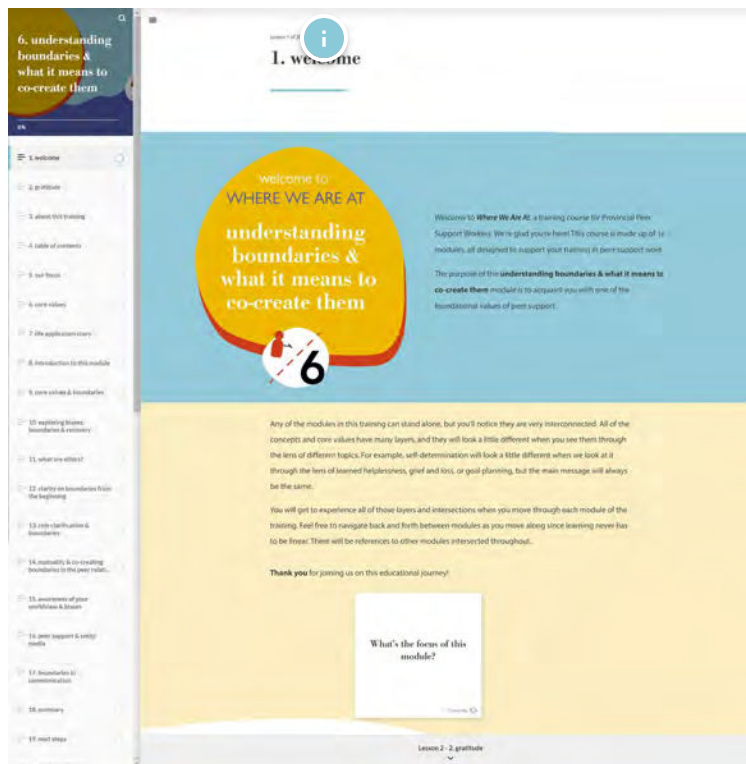 6. understanding
boundaries &
what it means to
co-create them
EN
1. welcome
2. gratitude
3. about this training
4. table of contents
5. our focus
6. core values
7. life application story
8. introduction to this module
9. core values & boundaries
10. exploring biases,
boundaries & recovery
11. what are ethics?
12. clarity on boundaries from
the beginning
13. role clarification &
boundaries
14. mutuality & co-creating
boundaries in the peer relati...
15. awareness of your
worldview & biases
16. peer support & social
media
17. boundaries &
communication
18. summary
19. next steps
Lesson 1 of
i
1. welcome
welcome to
WHERE WE ARE AT
understanding
boundaries &
what it means to
co-create them
6
Welcome to Where We Are At, a training course for Provincial Peer
Support Workers. We're glad you're here! This course is made up of
modules, all designed to support your training in peer support work.
The purpose of the understanding boundaries & what it means to
co-create them module is to acquaint you with one of the
foundational values of peer support.
Any of the modules in this training can stand alone, but you'll notice they are very interconnected. All of the
concepts and core values have many layers, and they will look a little different when you see them through
the lens of different topics. For example, self-determination will look a little different when we look at it
through the lens of learned helplessness, grief and loss, or goal planning, but the main message will always
be the same.
You will get to experience all of those layers and intersections when you move through each module of the
training. Feel free to navigate back and forth between modules as you move along since learning never has
to be linear. There will be references to other modules intersected throughout.
Thank you for joining us on this educational journey!
What's the focus of this
module?
Lesson 2 - 2. gratitude